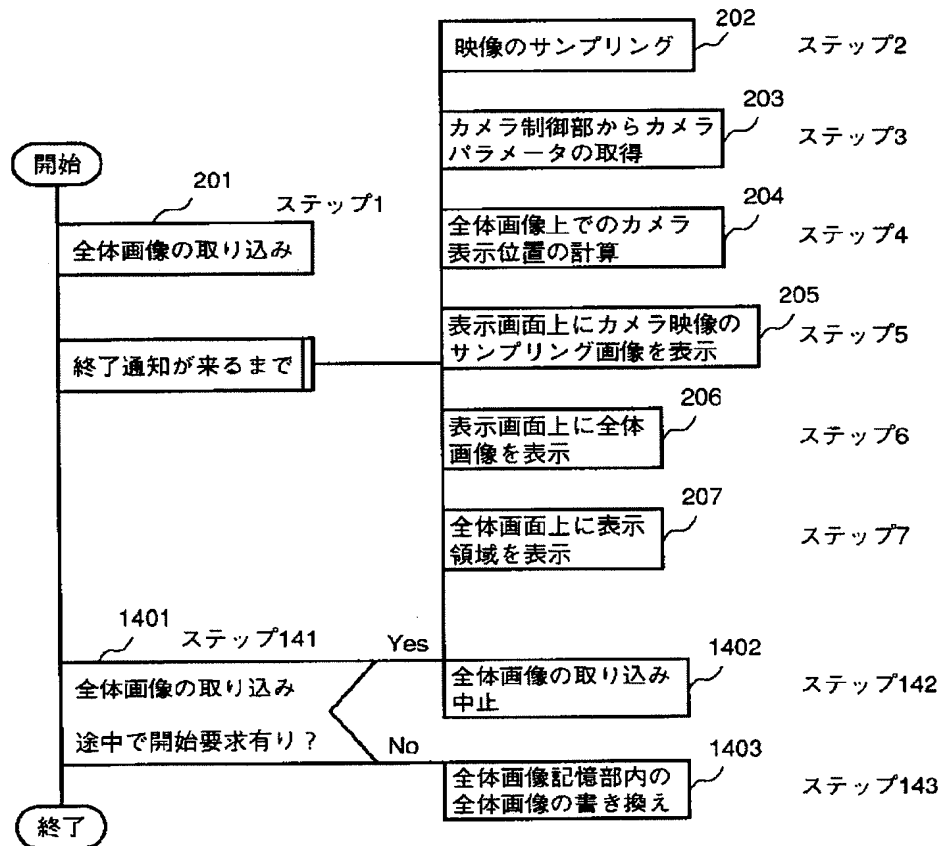 開始
201
ステップ1
全体画像の取り込み
終了通知が来るまで
202
映像のサンプリング
ステップ2
203
カメラ制御部からカメラ
パラメータの取得
ステップ3
204
全体画像上でのカメラ
表示位置の計算
ステップ4
205
表示画面上にカメラ映像の
サンプリング画像を表示
ステップ5
206
表示画面上に全体
画像を表示
ステップ6
207
全体画面上に表示
領域を表示
ステップ7
1401
ステップ141
全体画像の取り込み
途中で開始要求有り？
Yes
1402
全体画像の取り込み
中止
ステップ142
No
1403
全体画像記憶部内の
全体画像の書き換え
ステップ143
終了